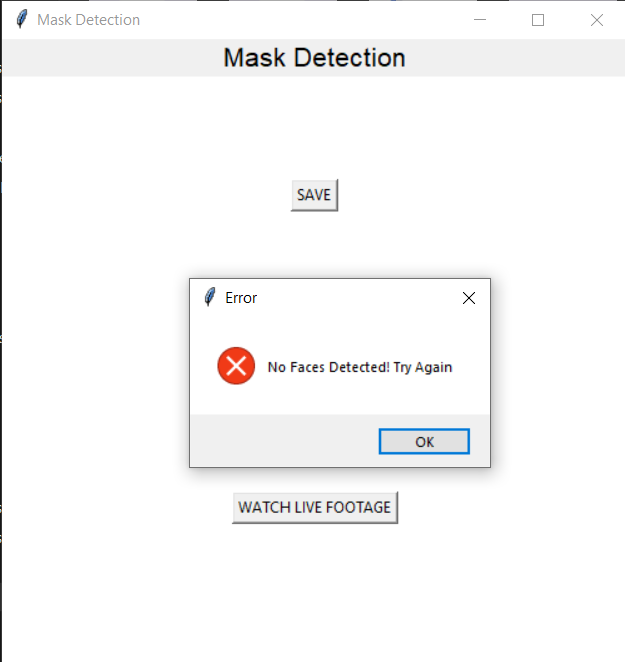 Mask Detection
Mask Detection
SAVE
Error
No Faces Detected! Try Again
OK
WATCH LIVE FOOTAGE